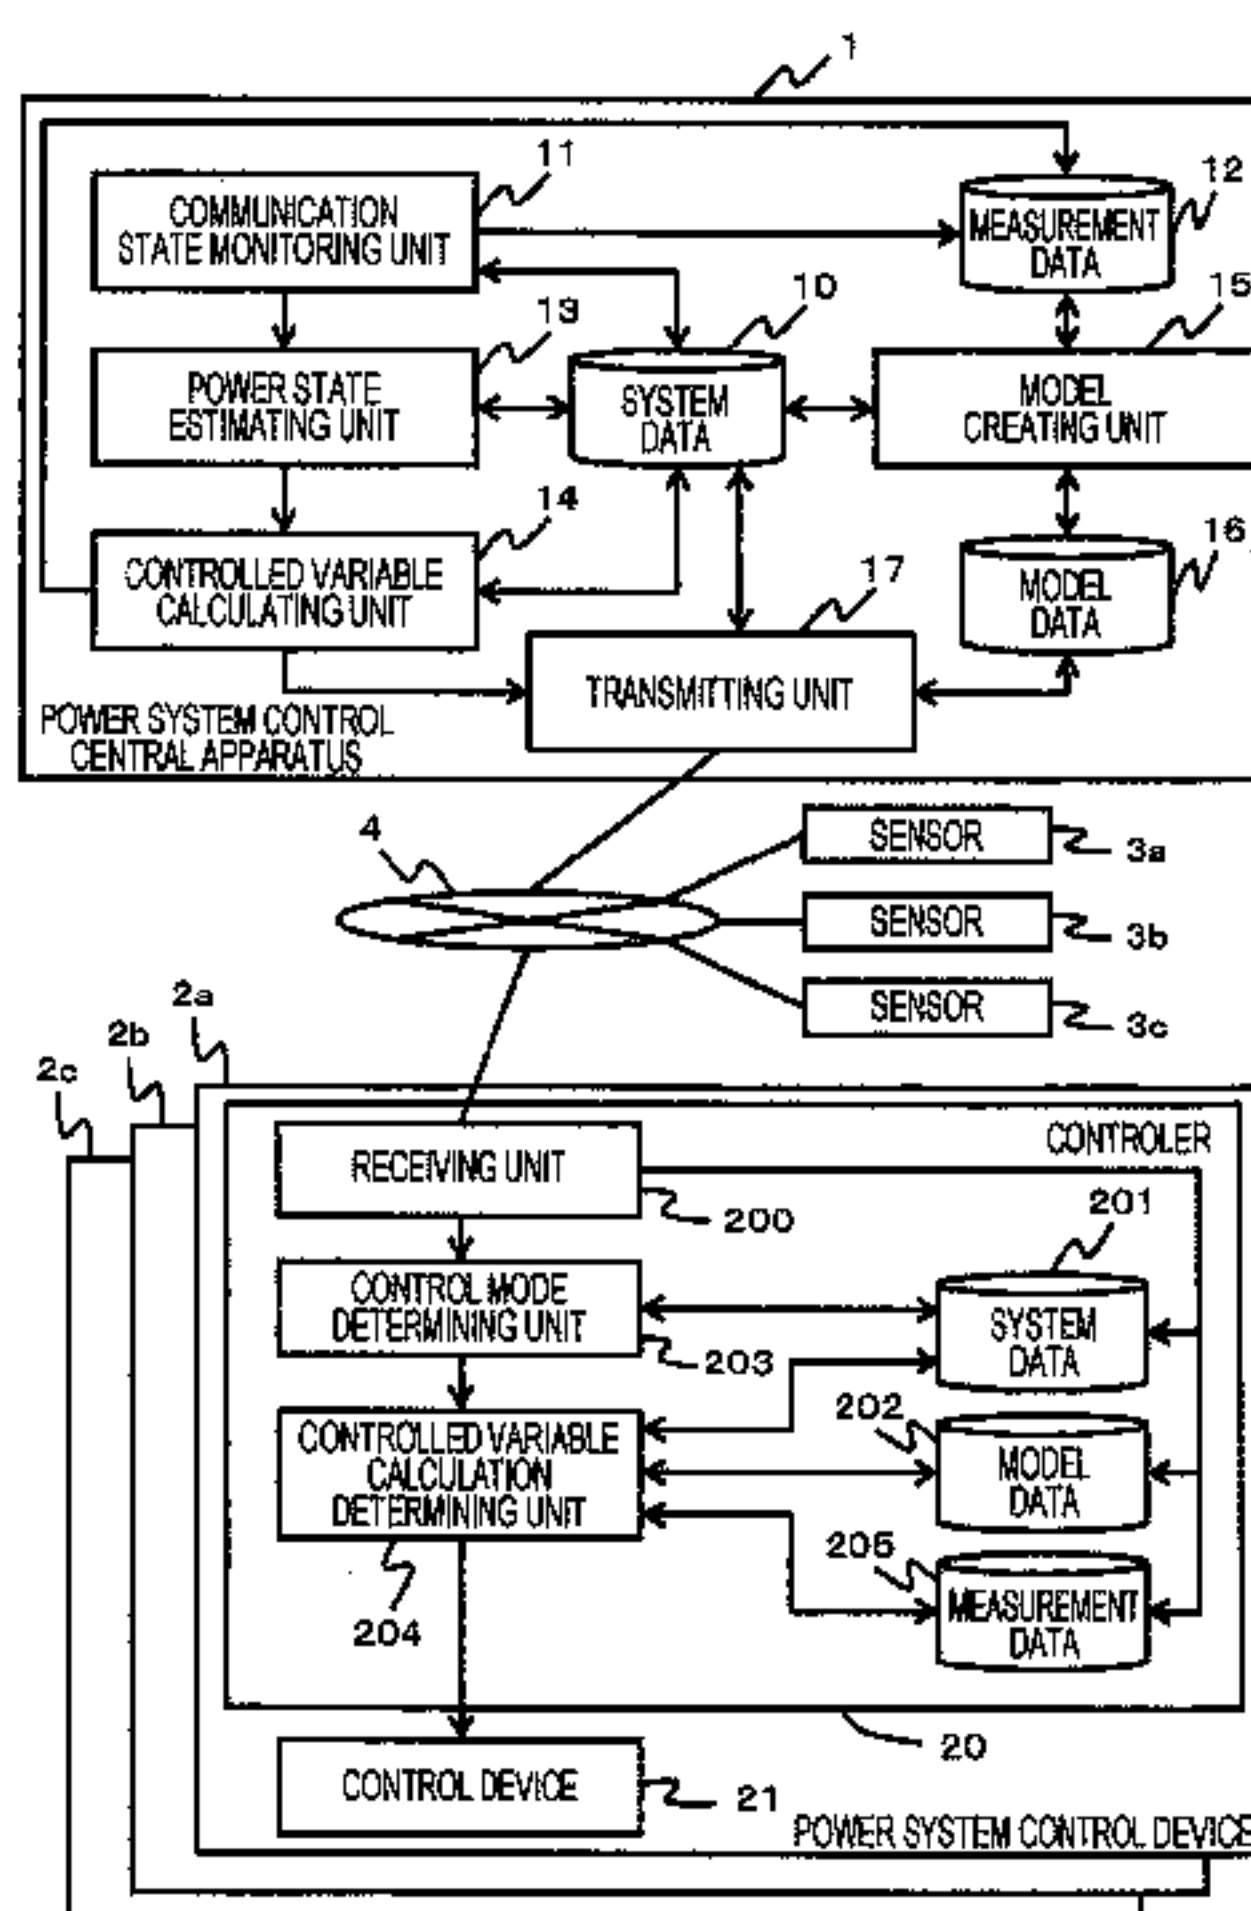 1
11
COMMUNICATION
STATE MONITORING UNIT
12
MEASUREMENT
DATA
13
10
15
POWER STATE
ESTIMATING UNIT
SYSTEM
DATA
MODEL
CREATING UNIT
14
16
CONTROLLED VARIABLE
CALCULATING UNIT
17
MODEL
DATA
TRANSMITTING UNIT
POWER SYSTEM CONTROL
CENTRAL APPARATUS
4
SENSOR
3a
SENSOR
3b
SENSOR
3c
2a
2b
2c
CONTROLER
RECEIVING UNIT
200
201
CONTROL MODE
DETERMINING UNIT
203
SYSTEM
DATA
202
CONTROLLED VARIABLE
CALCULATION
DETERMINING UNIT
MODEL
DATA
205
204
MEASUREMENT
DATA
20
CONTROL DEVICE
21
POWER SYSTEM CONTROL DEVICE